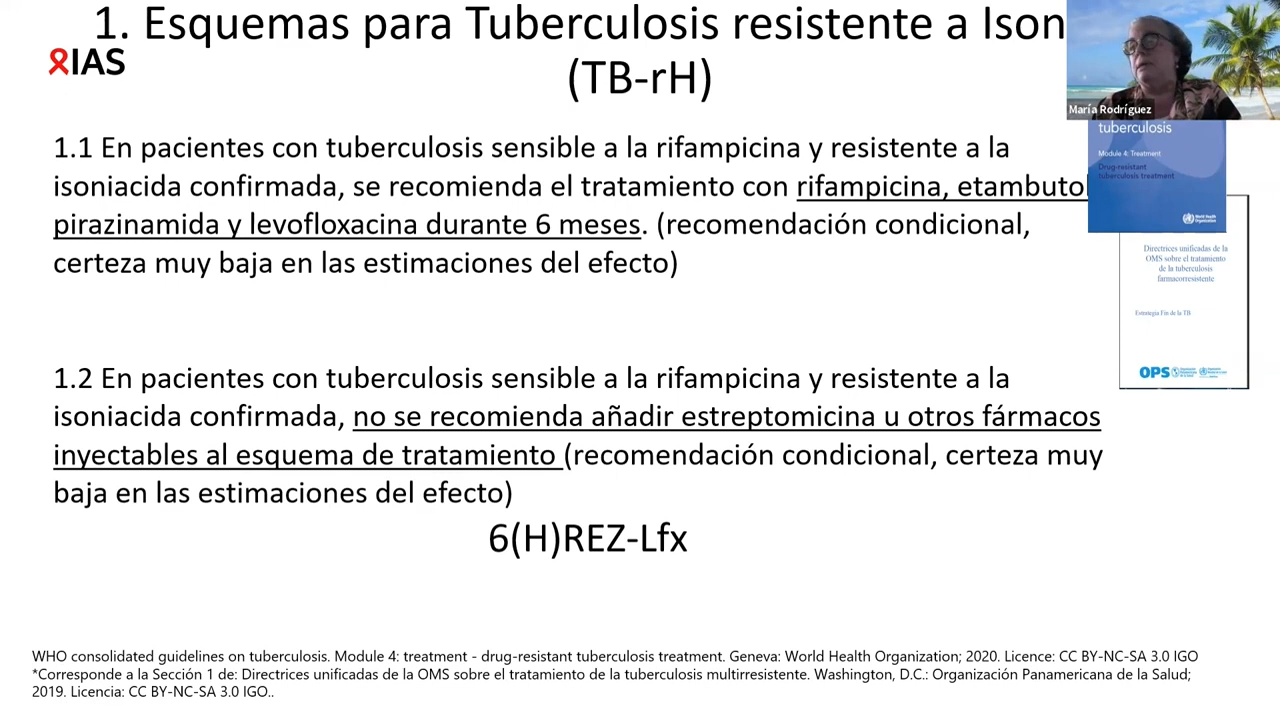 1. Esquemas para Tuberculosis resistente a Ison
(TB-rH)
IAS
María Rodríguez
1.1 En pacientes con tuberculosis sensible a la rifampicina y resistente a la
isoniacida confirmada, se recomienda el tratamiento con rifampicina, etambutol
pirazinamida y levofloxacina durante 6 meses. (recomendación condicional,
certeza muy baja en las estimaciones del efecto)
1.2 En pacientes con tuberculosis sensible a la rifampicina y resistente a la
isoniacida confirmada, no se recomienda añadir estreptomicina u otros fármacos
inyectables al esquema de tratamiento (recomendación condicional, certeza muy
baja en las estimaciones del efecto)
6(H)REZ-Lfx
tuberculosis
Module 4: Treatment
Drug-resistant
tuberculosis treatment
World Health
Organization
Directrices unificadas de la
OMS sobre el tratamiento
de la tuberculosis
farmacorresistente
Estrategia Fin de la TB
OPS
WHO consolidated guidelines on tuberculosis. Module 4: treatment - drug-resistant tuberculosis treatment. Geneva: World Health Organization; 2020. Licence: CC BY-NC-SA 3.0 IGO
*Corresponde a la Sección 1 de: Directrices unificadas de la OMS sobre el tratamiento de la tuberculosis multirresistente. Washington, D.C.: Organización Panamericana de la Salud;
2019. Licencia: CC BY-NC-SA 3.0 IGO..